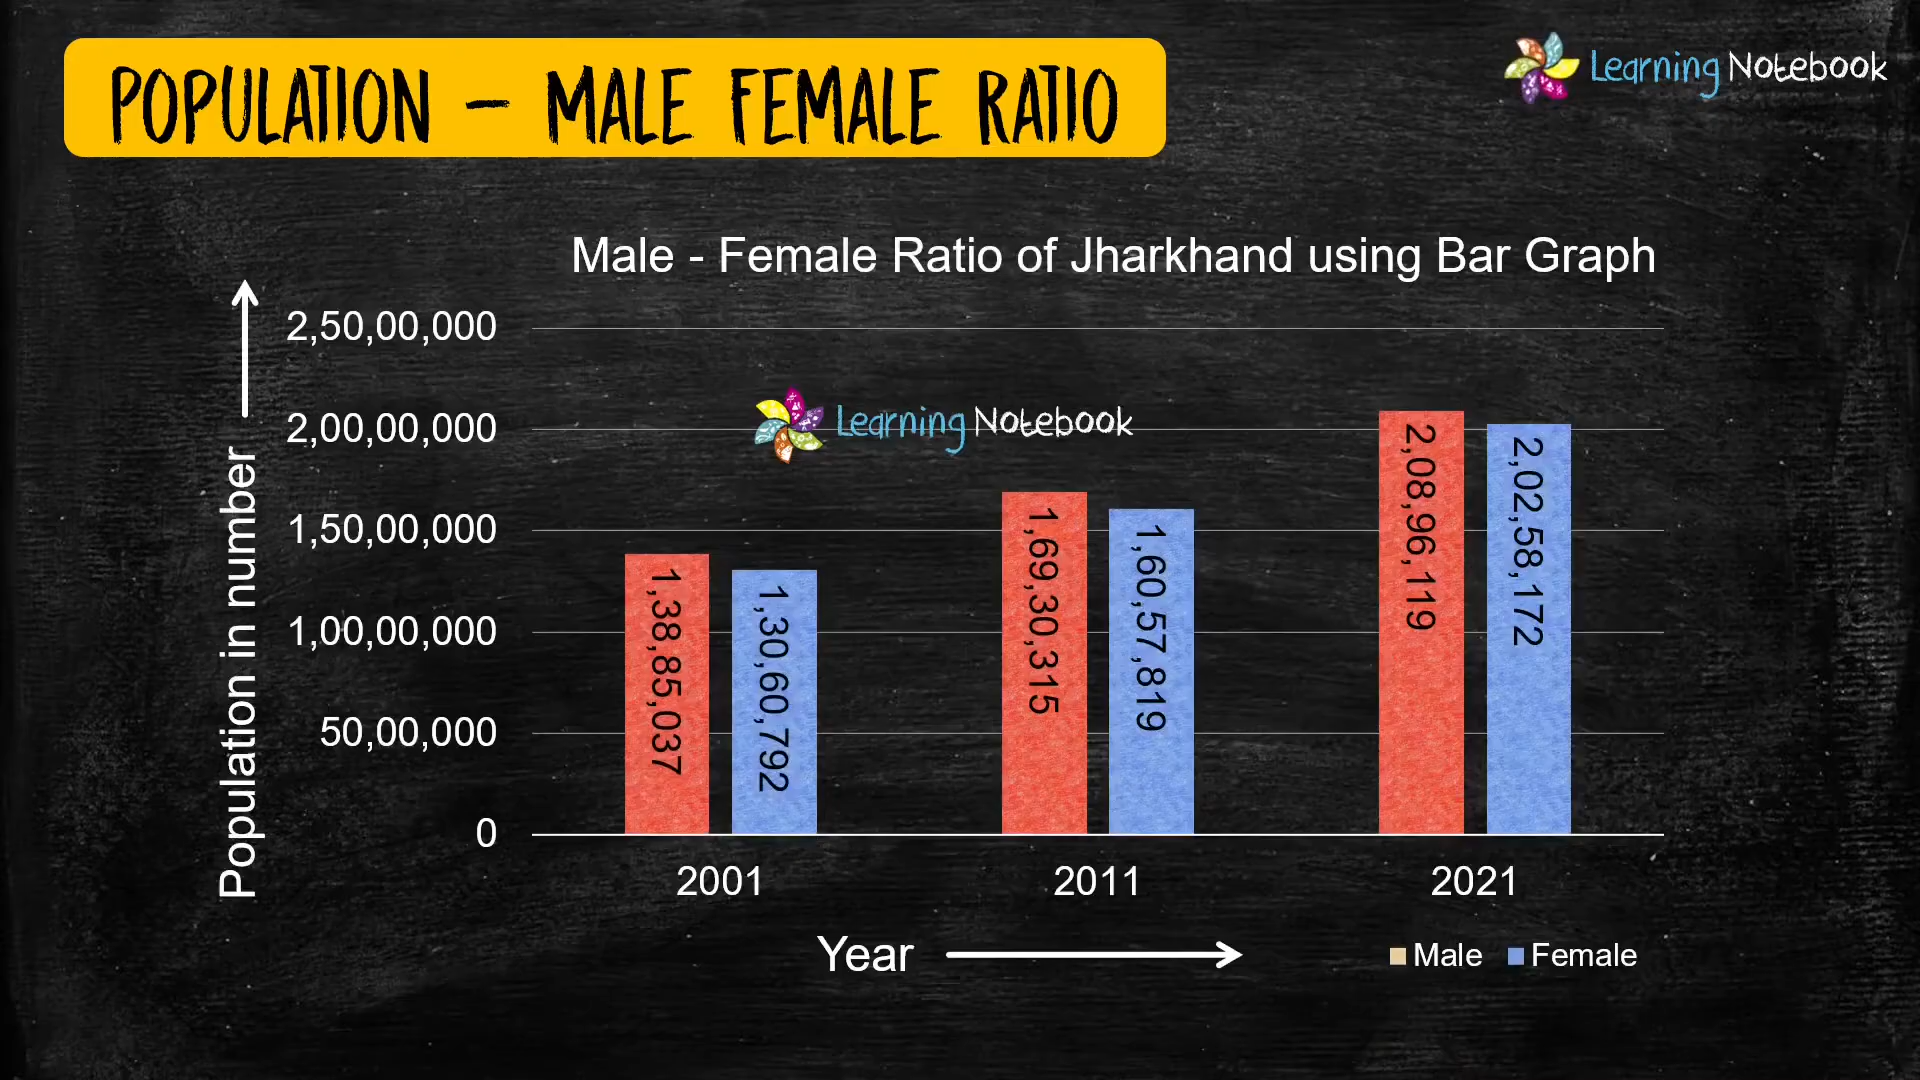 POPULATION – MALE FEMALE RATIO
Learning Notebook
Male - Female Ratio of Jharkhand using Bar Graph
Population in number
2,50,00,000
2,00,00,000
1,50,00,000
1,00,00,000
50,00,000
0
Learning Notebook
1,38,85,037
1,30,60,792
1,69,30,315
1,60,57,819
2,08,96,119
2,02,58,172
2001 2011 2021
Year
Male Female